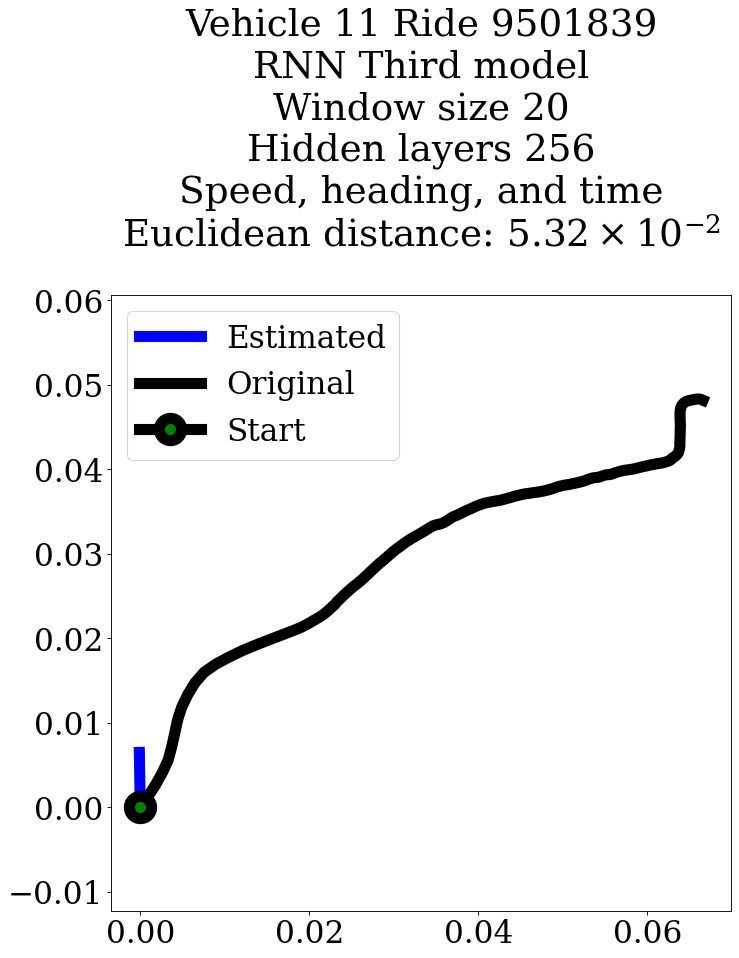 Vehicle 11 Ride 9501839
RNN Third model
Window size 20
Hidden layers 256
Speed, heading, and time
Euclidean distance: 5.32 × 10⁻²
Estimated
Original
Start
0.06
0.05
0.04
0.03
0.02
0.01
0.00
−0.01
0.00 0.02 0.04 0.06